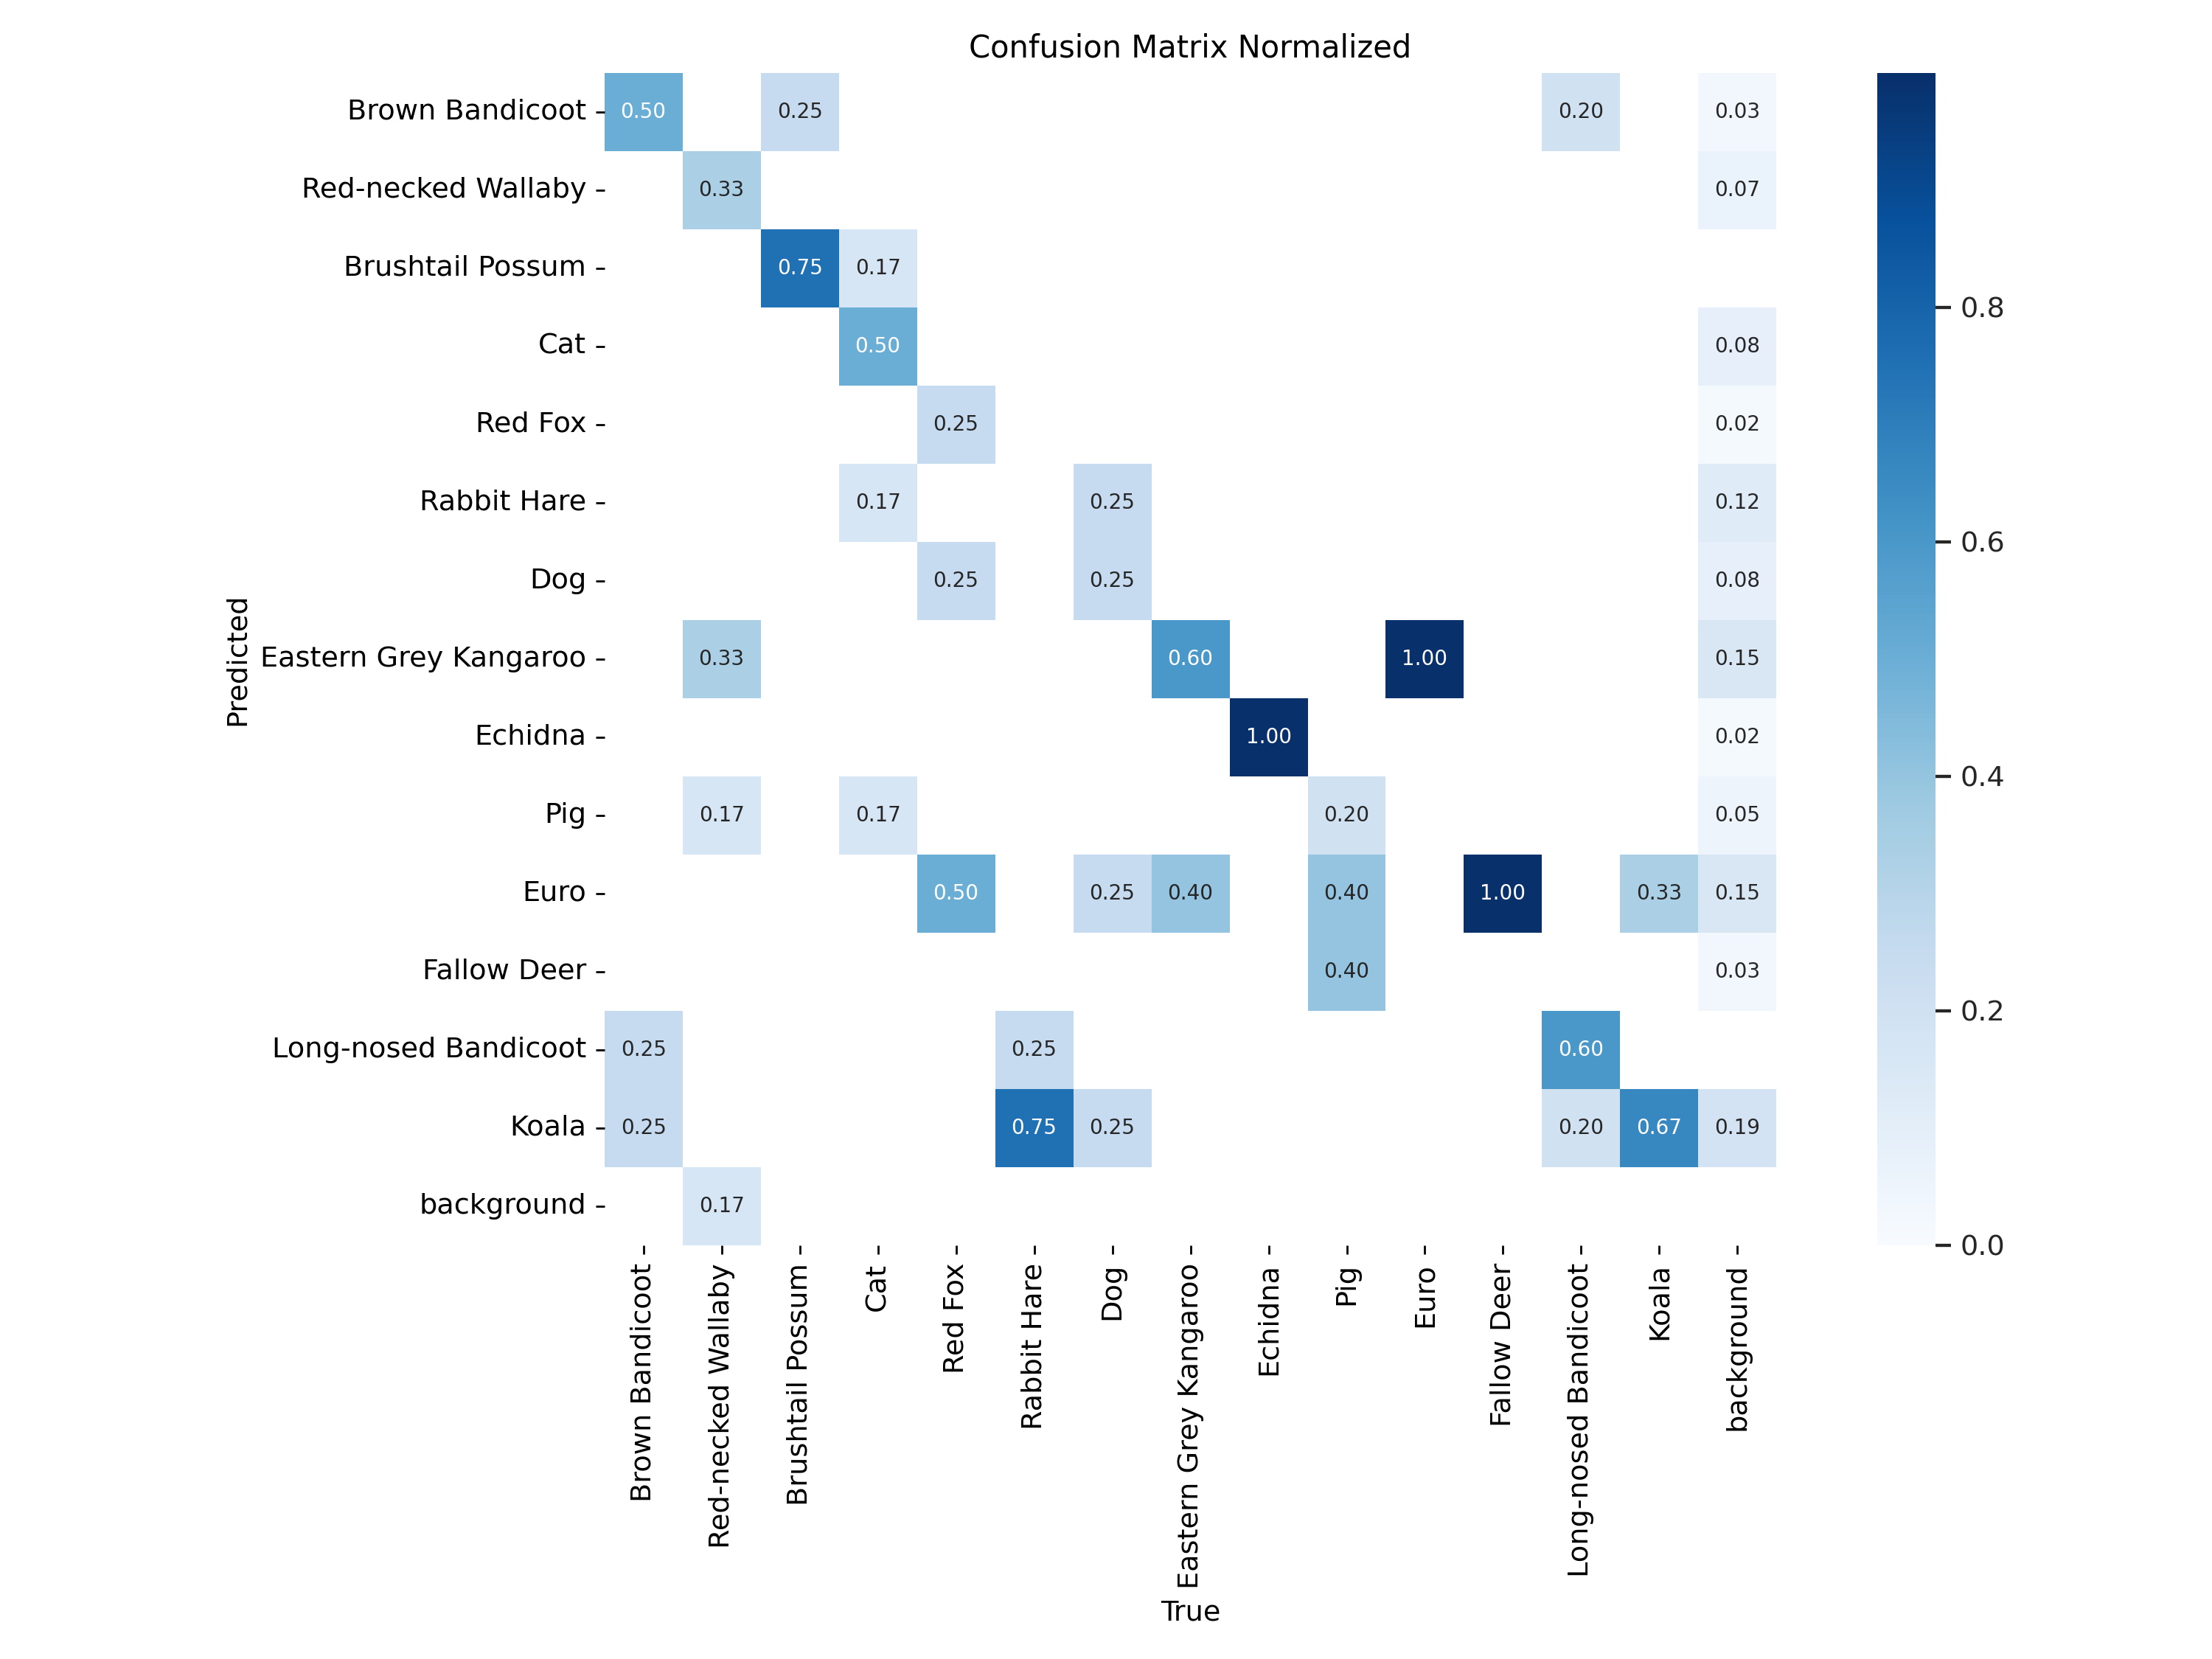 Confusion Matrix Normalized
Brown Bandicoot 0.50 0.25 0.20 0.03
Red-necked Wallaby 0.33 0.07
Brushtail Possum 0.75 0.17
0.8
Cat 0.50 0.08
Red Fox 0.25 0.02
Rabbit Hare 0.17 0.25 0.12
0.6
Dog 0.25 0.25 0.08
Predicted
Eastern Grey Kangaroo 0.33 0.60 1.00 0.15
Echidna 1.00 0.02
0.4
Pig 0.17 0.17 0.20 0.05
Euro 0.50 0.25 0.40 0.40 1.00 0.33 0.15
Fallow Deer 0.40 0.03
0.2
Long-nosed Bandicoot 0.25 0.25 0.60
Koala 0.25 0.75 0.25 0.20 0.67 0.19
background 0.17
0.0
Brown Bandicoot
Red-necked Wallaby
Brushtail Possum
Cat
Red Fox
Rabbit Hare
Dog
Eastern Grey Kangaroo
Echidna
Pig
Euro
Fallow Deer
Long-nosed Bandicoot
Koala
background
True